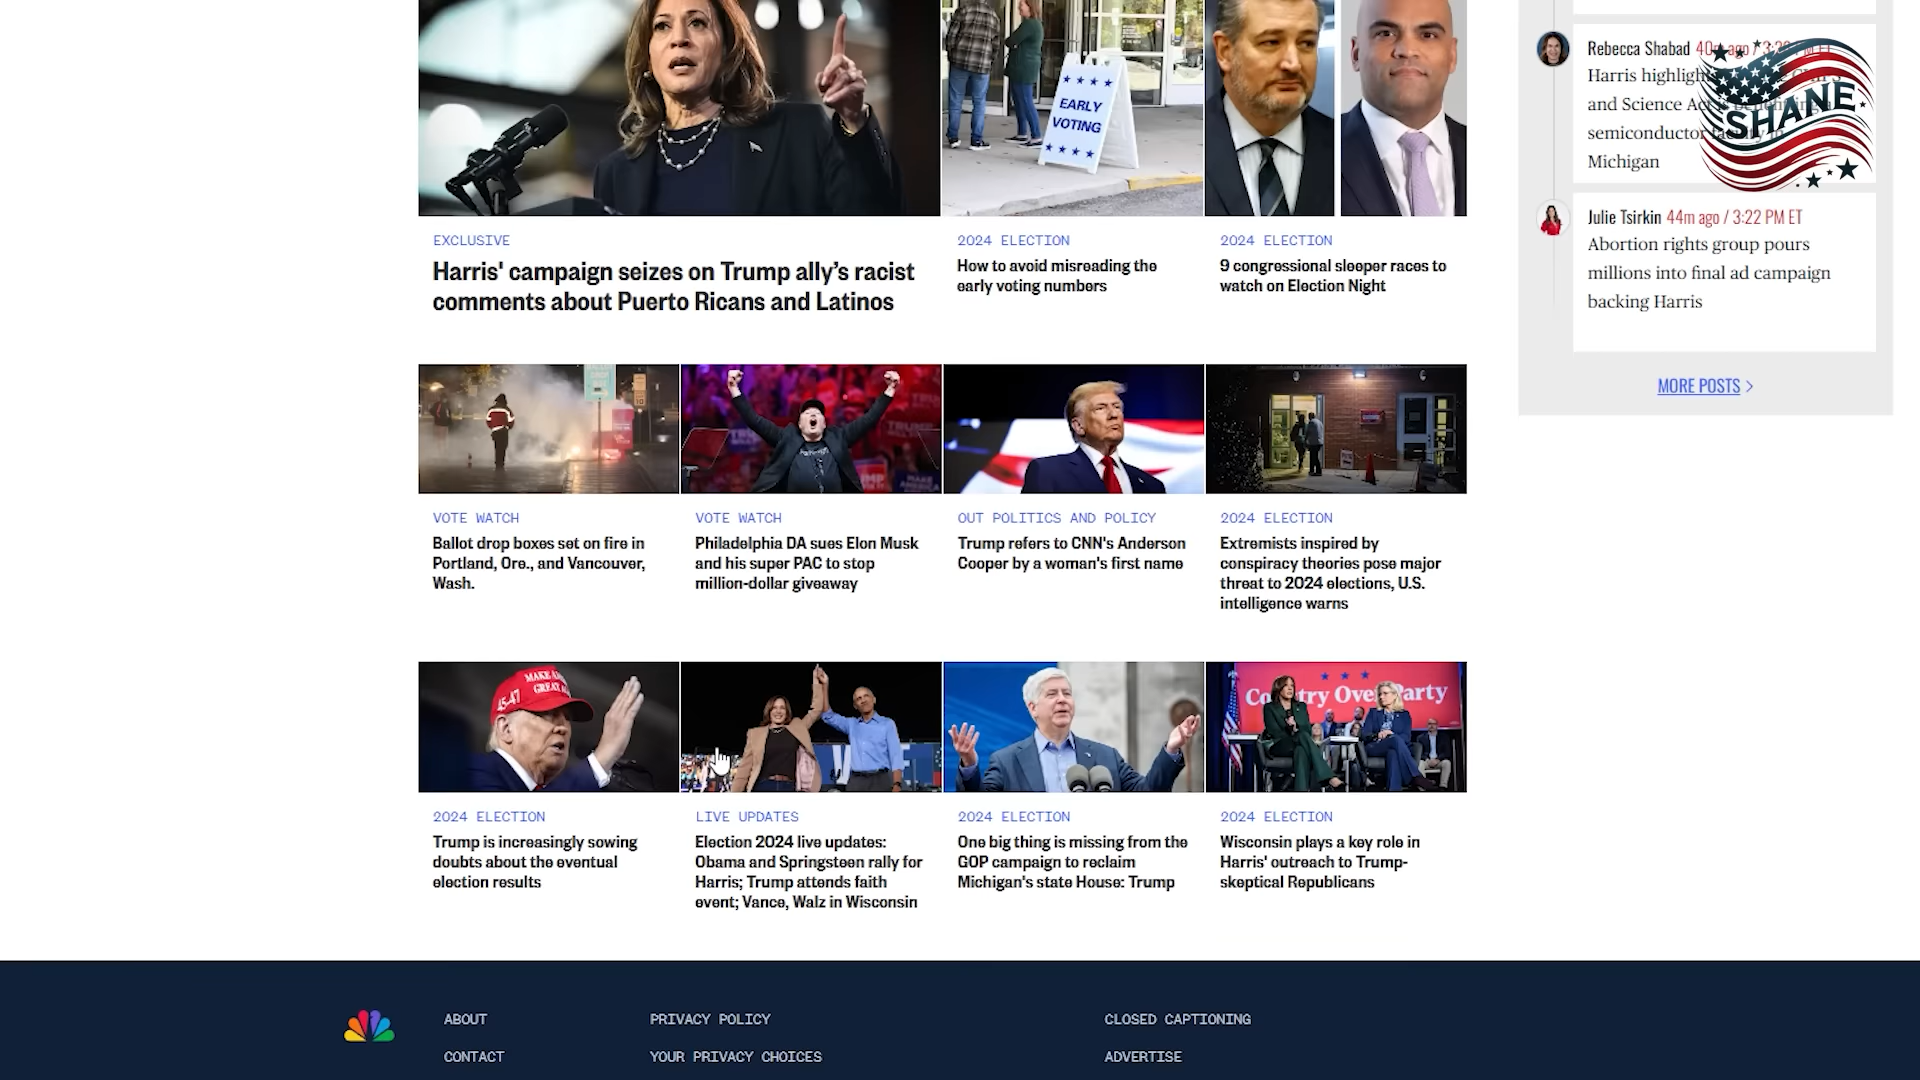 EARLY
VOTING
EXCLUSIVE
Harris' campaign seizes on Trump ally’s racist
comments about Puerto Ricans and Latinos
2024 ELECTION
How to avoid misreading the
early voting numbers
2024 ELECTION
9 congressional sleeper races to
watch on Election Night
VOTE WATCH
Ballot drop boxes set on fire in
Portland, Ore., and Vancouver,
Wash.
VOTE WATCH
Philadelphia DA sues Elon Musk
and his super PAC to stop
million-dollar giveaway
OUT POLITICS AND POLICY
Trump refers to CNN's Anderson
Cooper by a woman's first name
2024 ELECTION
Extremists inspired by
conspiracy theories pose major
threat to 2024 elections, U.S.
intelligence warns
45-47
Country Over Party
2024 ELECTION
Trump is increasingly sowing
doubts about the eventual
election results
LIVE UPDATES
Election 2024 live updates:
Obama and Springsteen rally for
Harris; Trump attends faith
event; Vance, Walz in Wisconsin
2024 ELECTION
One big thing is missing from the
GOP campaign to reclaim
Michigan's state House: Trump
2024 ELECTION
Wisconsin plays a key role in
Harris' outreach to Trump-
skeptical Republicans
Rebecca Shabad 40m ago /
Harris
and Science Act
semiconductor
Michigan
SHANE
Julie Tsirkin 44m ago / 3:22 PM ET
Abortion rights group pours
millions into final ad campaign
backing Harris
MORE POSTS
ABOUT
PRIVACY POLICY
CLOSED CAPTIONING
CONTACT
YOUR PRIVACY CHOICES
ADVERTISE